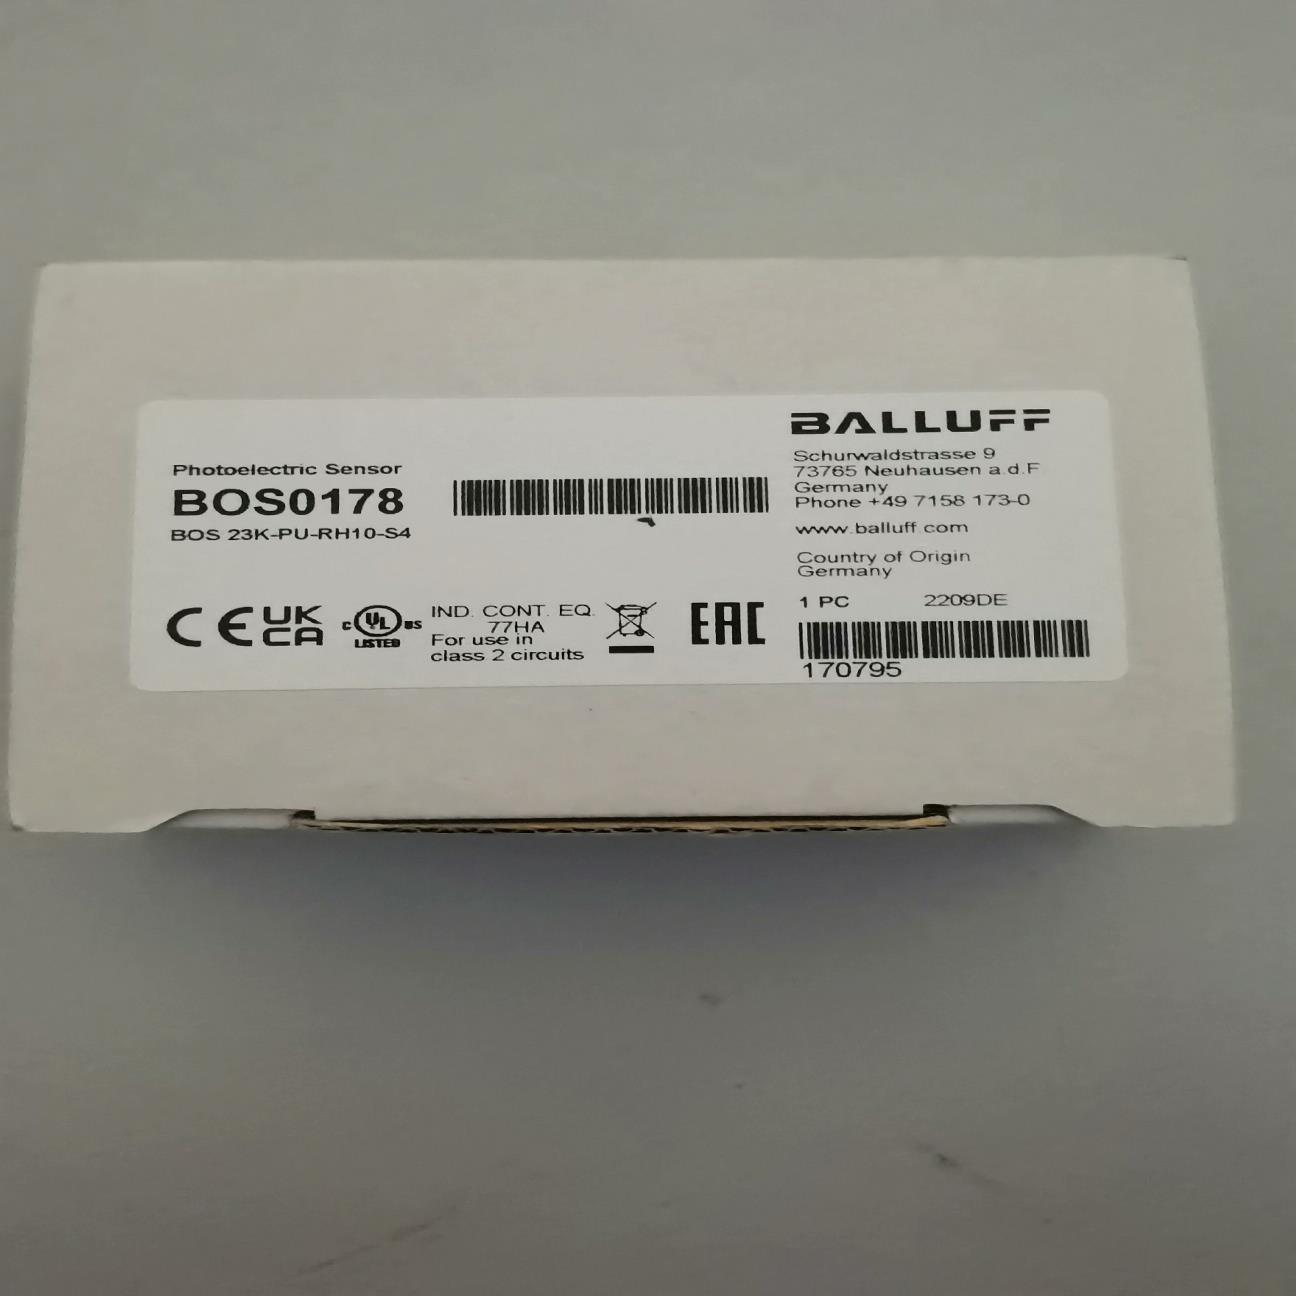 Photoelectric Sensor
BOS0178
BOS 23K-PU-RH10-S4
CE UK CA
c UL US LISTED
IND. CONT. EQ.
77HA
For use in
class 2 circuits
EAC
BALLUFF
Schurwaldstrasse 9
73765 Neuhausen a.d.F
Germany
Phone +49 7158 173-0
www.balluff.com
Country of Origin
Germany
1 PC 2209DE
170795